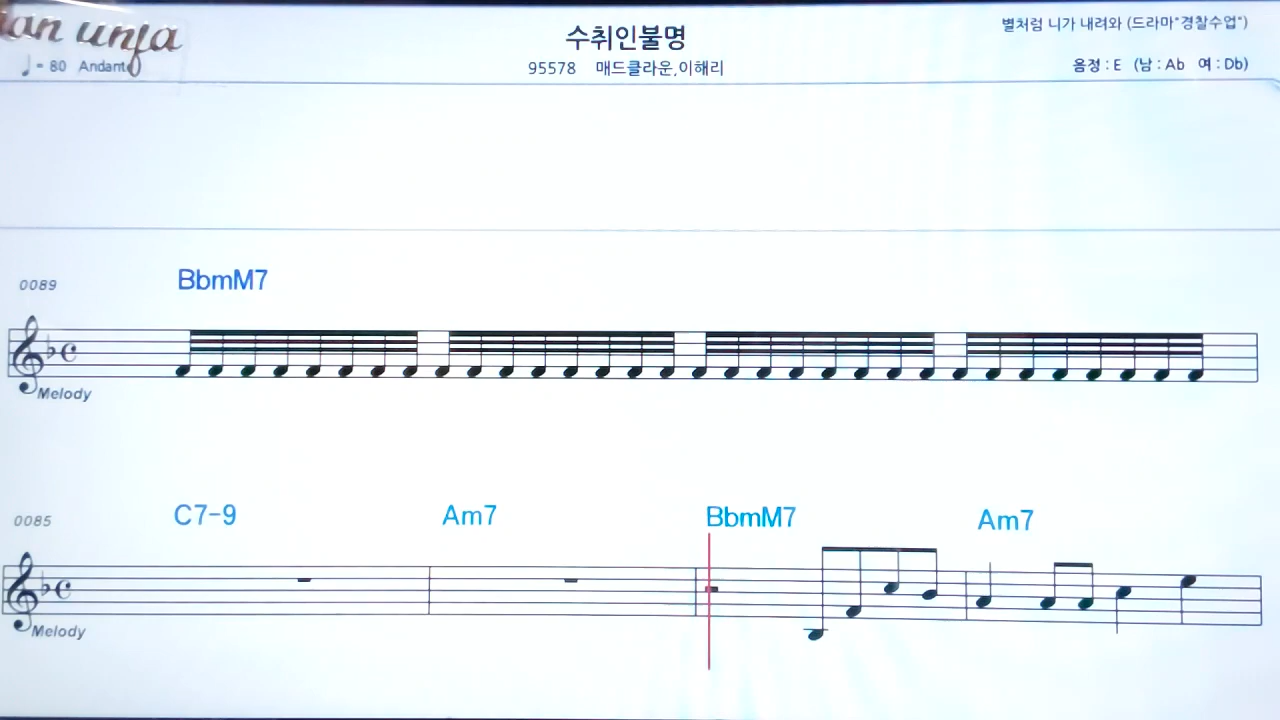 수취인불명
별처럼 니가 내려와 (드라마"경찰수업")
♩ = 80 Andant
95578 매드클라운,이해리
음정 : E (남 : Ab 여 : Db)
0089 BbmM7
Melody
0085 C7-9 Am7 BbmM7 Am7
Melody